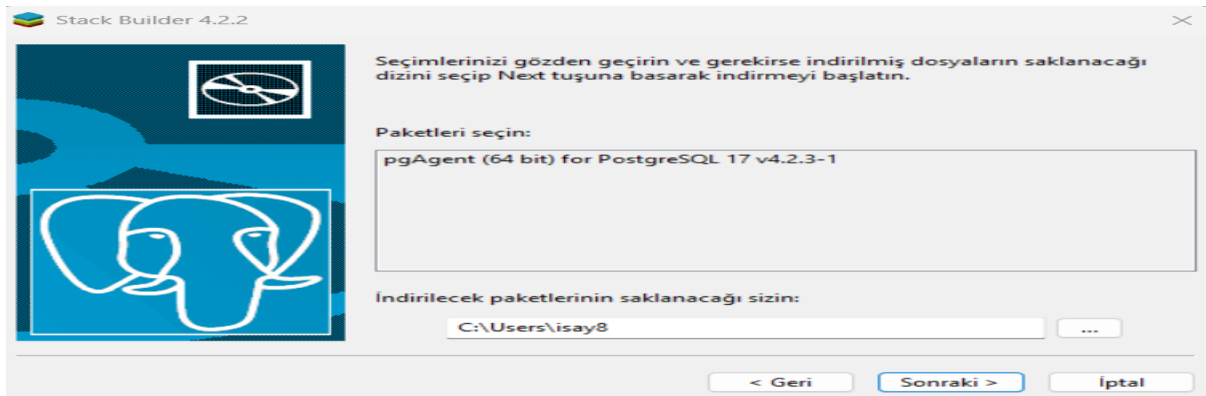 Stack Builder 4.2.2
Seçimlerinizi gözden geçirin ve gerekirse indirilmiş dosyaların saklanacağı
dizini seçip Next tuşuna basarak indirmeyi başlatın.
Paketleri seçin:
pgAgent (64 bit) for PostgreSQL 17 v4.2.3-1
İndirilecek paketlerinin saklanacağı sizin:
C:\Users\isay8
...
< Geri
Sonraki >
İptal